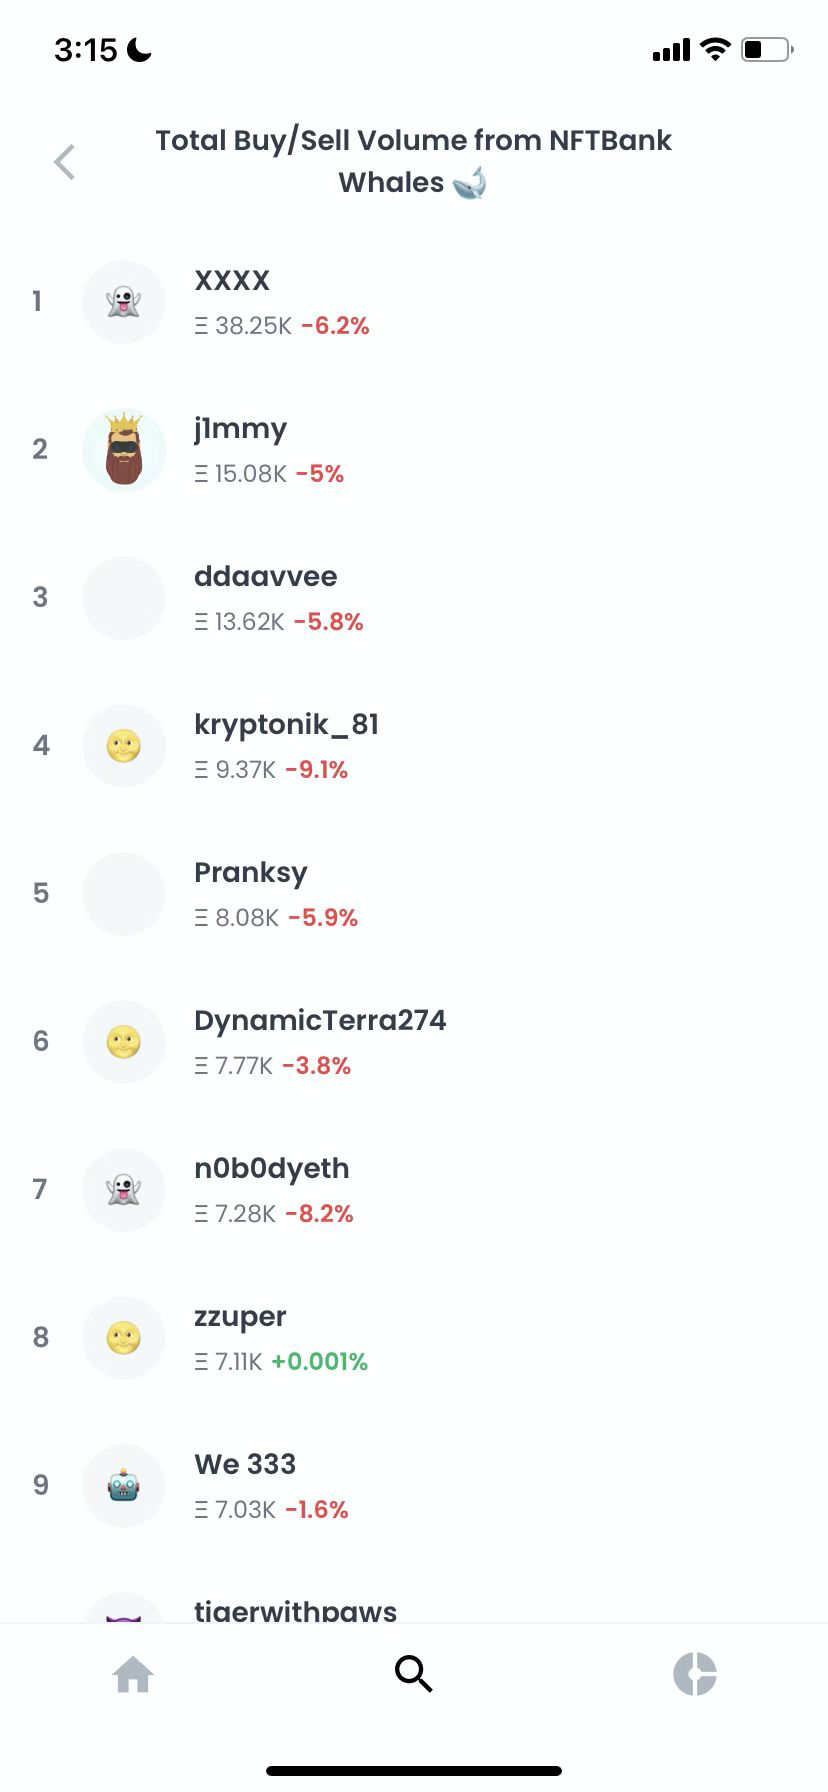 3:15
Total Buy/Sell Volume from NFTBank
Whales 🐳
1
XXXX
Ξ 38.25K -6.2%
2
j1mmy
Ξ 15.08K -5%
3
ddaavvee
Ξ 13.62K -5.8%
4
kryptonik_81
Ξ 9.37K -9.1%
5
Pranksy
Ξ 8.08K -5.9%
6
DynamicTerra274
Ξ 7.77K -3.8%
7
n0b0dyeth
Ξ 7.28K -8.2%
8
zzuper
Ξ 7.11K +0.001%
9
We 333
Ξ 7.03K -1.6%
tigerwithpaws